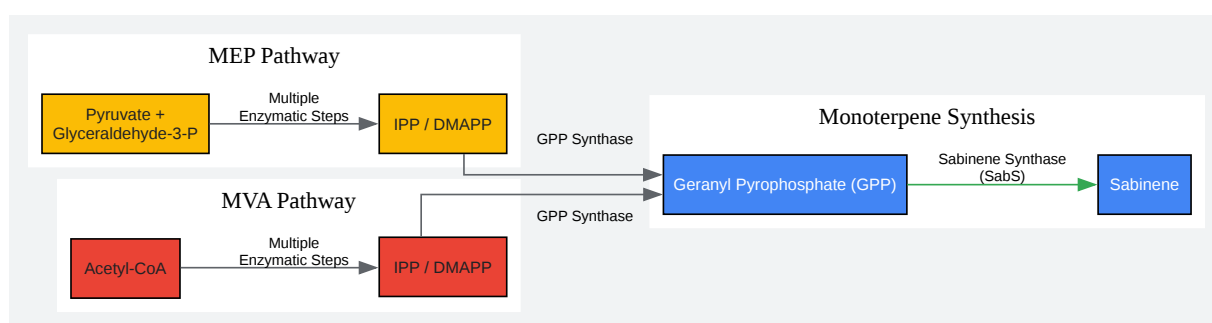 MEP Pathway
Pyruvate +
Glyceraldehyde-3-P
Multiple
Enzymatic Steps
IPP / DMAPP
GPP Synthase
MVA Pathway
Acetyl-CoA
Multiple
Enzymatic Steps
IPP / DMAPP
GPP Synthase
Monoterpene Synthesis
Geranyl Pyrophosphate (GPP)
Sabinene Synthase
(SabS)
Sabinene